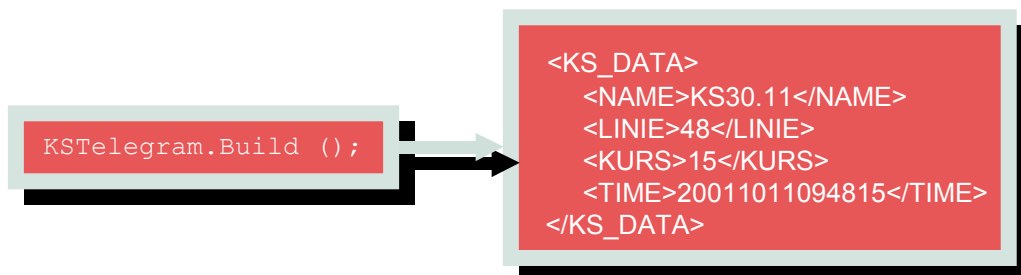 KSTelegram.Build ();
<KS_DATA>
<NAME>KS30.11</NAME>
<LINIE>48</LINIE>
<KURS>15</KURS>
<TIME>20011011094815</TIME>
</KS_DATA>